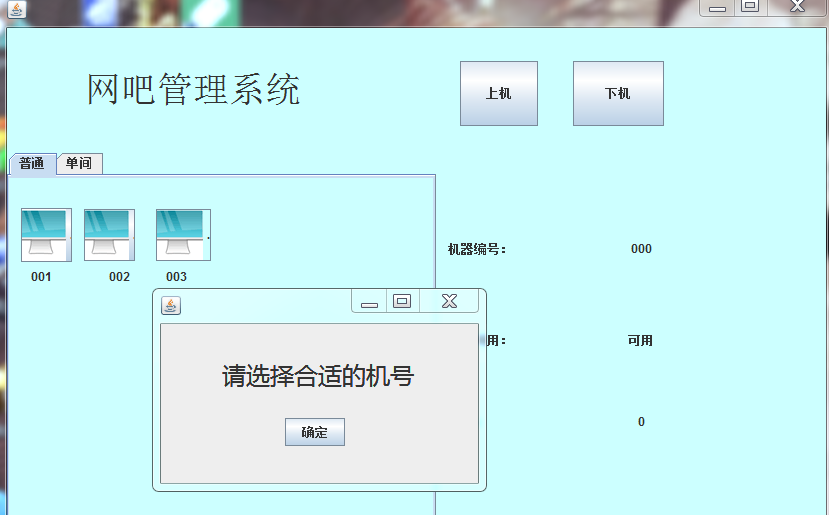 网吧管理系统
上机
下机
普通
单间
001
002
003
机器编号：
000
用：
可用
0
请选择合适的机号
确定